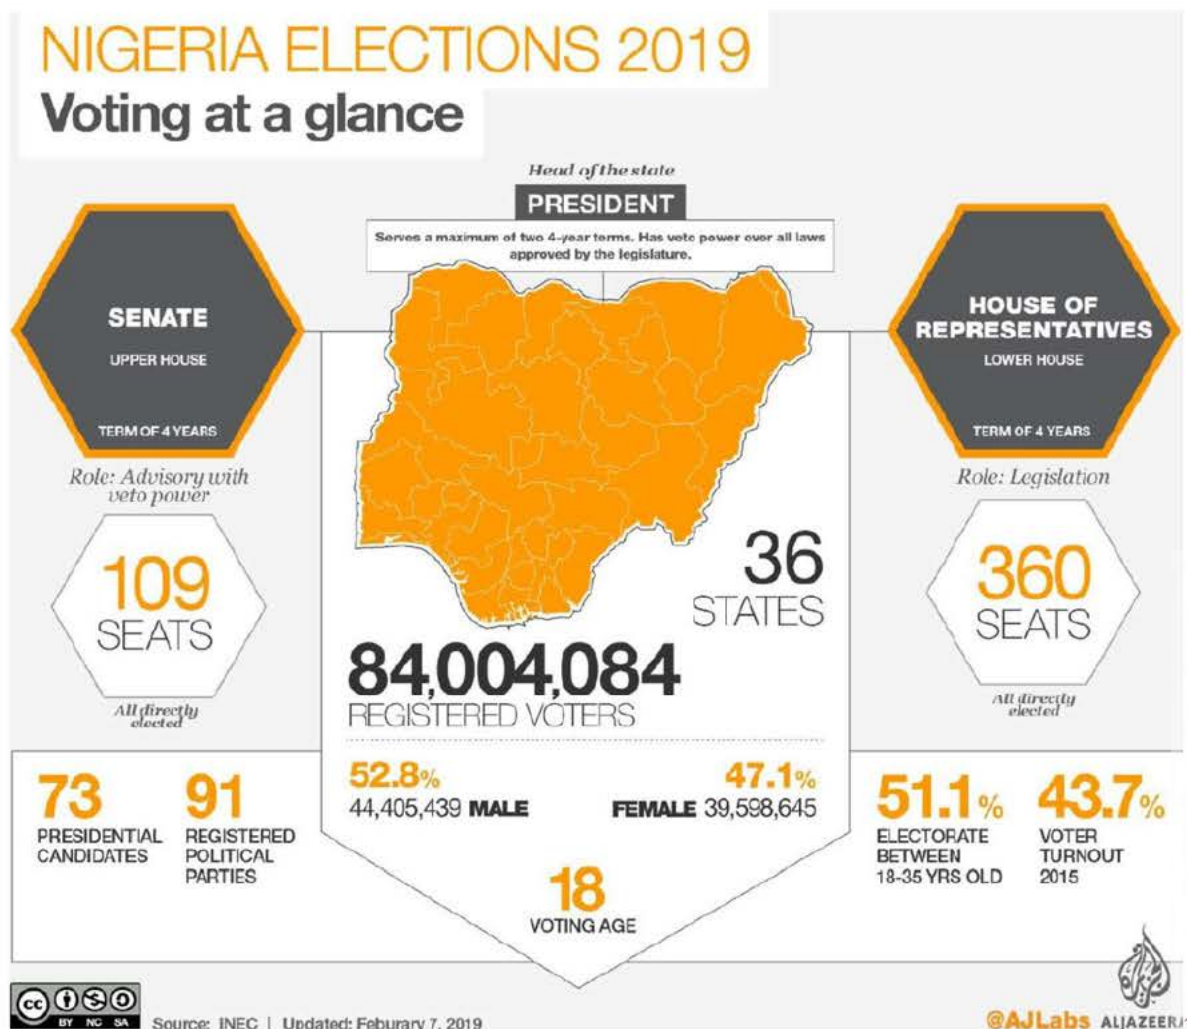 NIGERIA ELECTIONS 2019
Voting at a glance
Head of the state
PRESIDENT
Serves a maximum of two 4-year terms. Has veto power over all laws
approved by the legislature.
SENATE
UPPER HOUSE
TERM OF 4 YEARS
Role: Advisory with
veto power
109
SEATS
All directly
elected
HOUSE OF
REPRESENTATIVES
LOWER HOUSE
TERM OF 4 YEARS
Role: Legislation
360
SEATS
All directly
elected
36
STATES
84,004,084
REGISTERED VOTERS
52.8%
44,405,439 MALE
47.1%
FEMALE 39,598,645
18
VOTING AGE
73
PRESIDENTIAL
CANDIDATES
91
REGISTERED
POLITICAL
PARTIES
51.1%
ELECTORATE
BETWEEN
18-35 YRS OLD
43.7%
VOTER
TURNOUT
2015
cc BY NC SA
Source: INEC | Updated: Feburary 7, 2019
@AJLabs ALJAZEERA